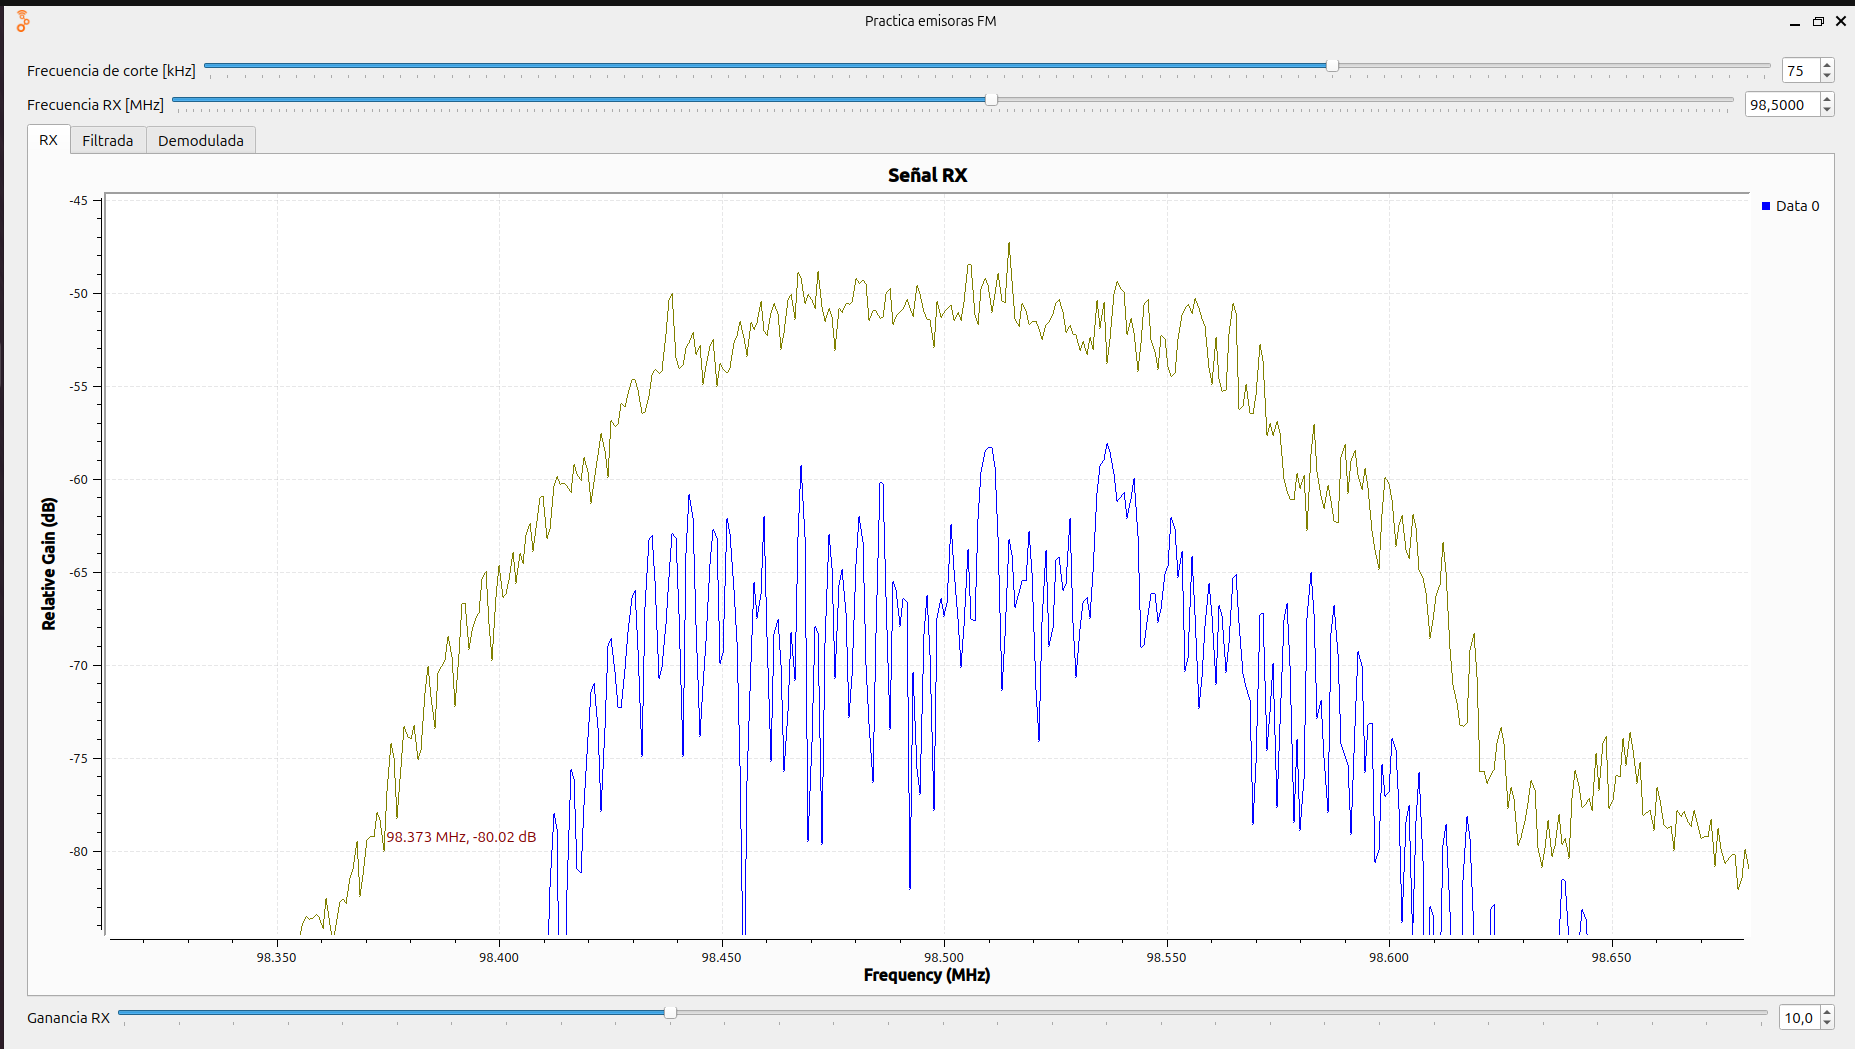 Practica emisoras FM
Frecuencia de corte [kHz]
75
Frecuencia RX [MHz]
98,5000
RX
Filtrada
Demodulada
Señal RX
Data 0
Relative Gain (dB)
-45
-50
-55
-60
-65
-70
-75
-80
98.373 MHz, -80.02 dB
98.350
98.400
98.450
98.500
98.550
98.600
98.650
Frequency (MHz)
Ganancia RX
10,0